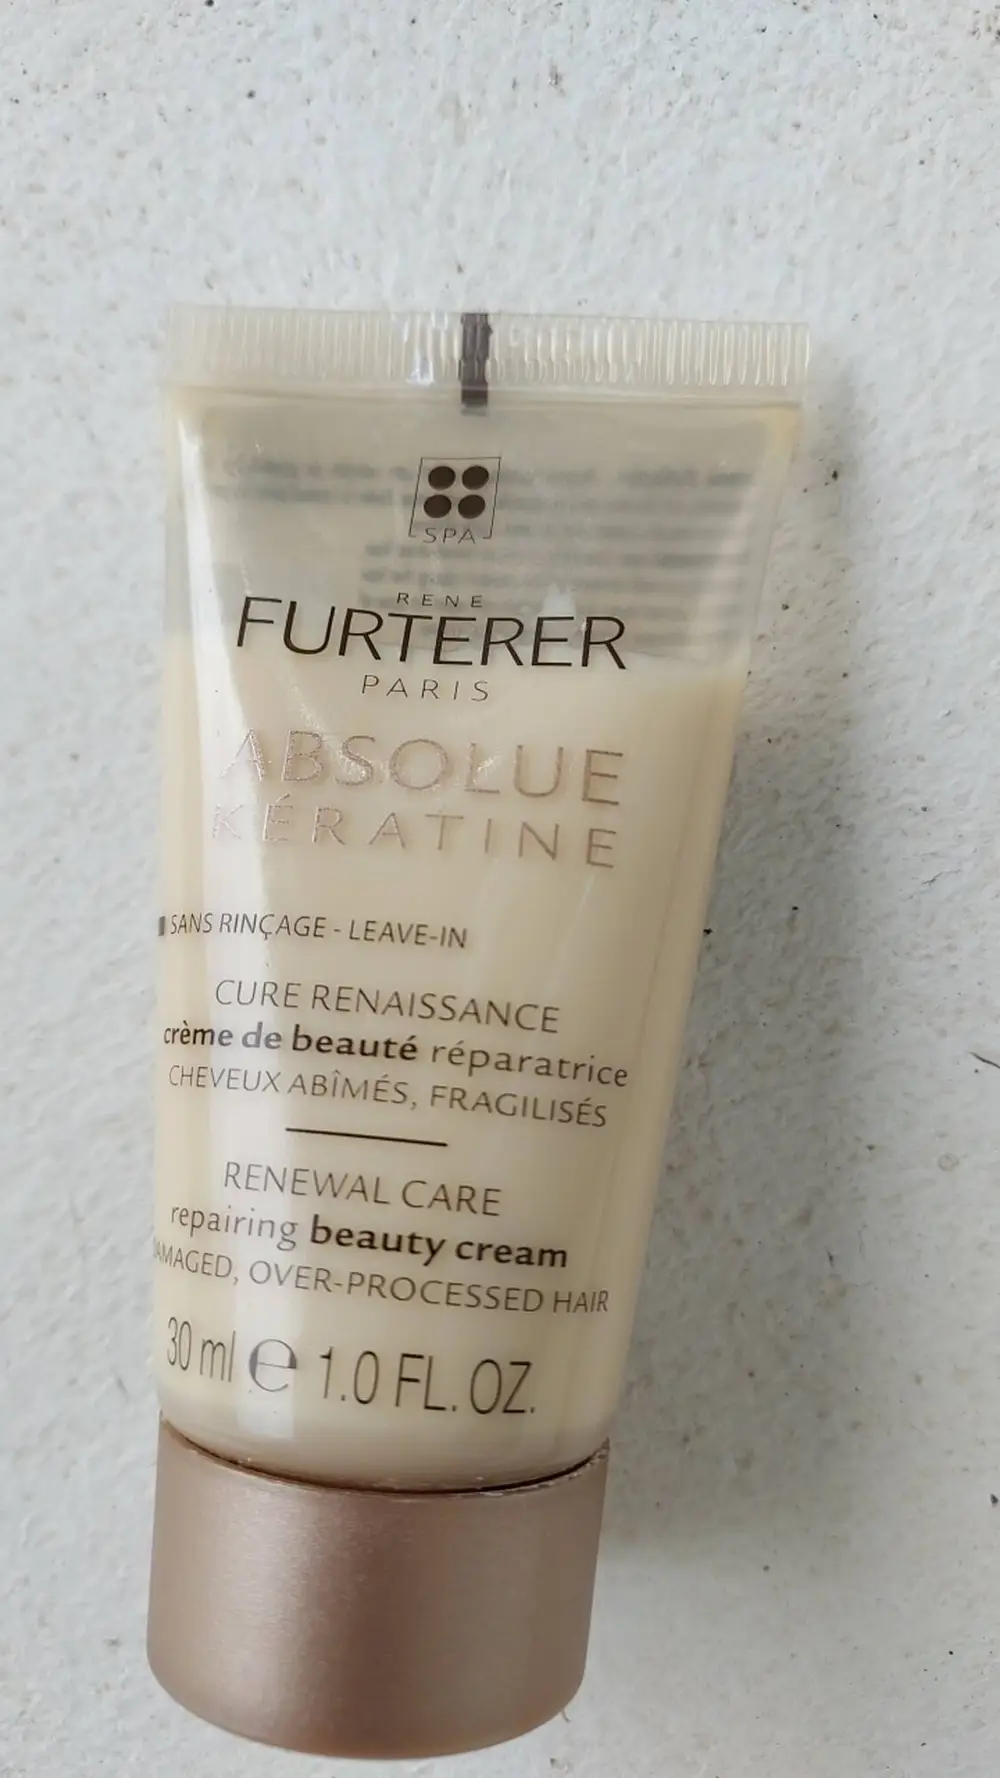 SPA
RENE
FURTERER
PARIS
ABSOLUE
KÉRATINE
SANS RINÇAGE - LEAVE-IN
CURE RENAISSANCE
crème de beauté réparatrice
CHEVEUX ABÎMÉS, FRAGILISÉS
RENEWAL CARE
repairing beauty cream
DAMAGED, OVER-PROCESSED HAIR
30 ml e 1.0 FL. OZ.